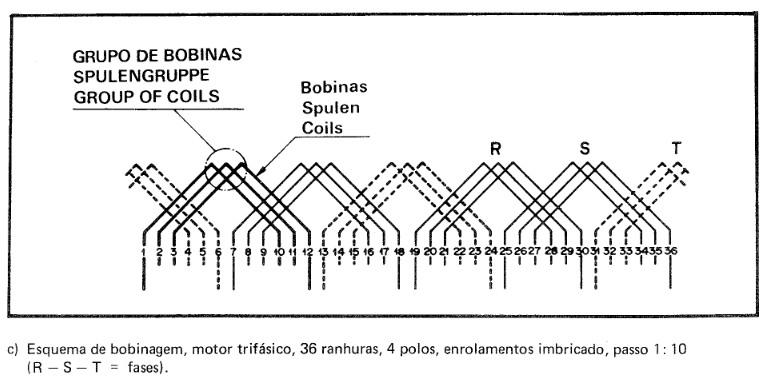 GRUPO DE BOBINAS
SPULENGRUPPE
GROUP OF COILS
Bobinas
Spulen
Coils
R S T
1 2 3 4 5 6 7 8 9 10 11 12 13 14 15 16 17 18 19 20 21 22 23 24 25 26 27 28 29 30 31 32 33 34 35 36
c) Esquema de bobinagem, motor trifásico, 36 ranhuras, 4 polos, enrolamentos imbricado, passo 1 : 10
(R – S – T = fases).